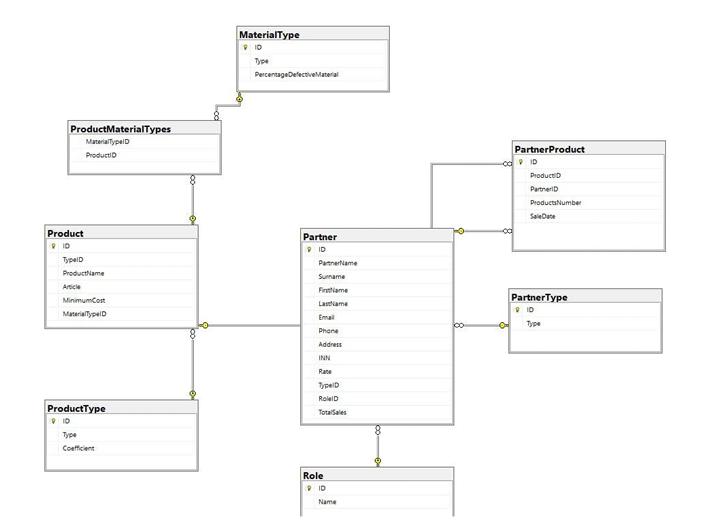 MaterialType
ID
Type
PercentageDefectiveMaterial
ProductMaterialTypes
MaterialTypeID
ProductID
PartnerProduct
ID
ProductID
PartnerID
ProductsNumber
SaleDate
Product
ID
TypeID
ProductName
Article
MinimumCost
MaterialTypeID
Partner
ID
PartnerName
Surname
FirstName
LastName
Email
Phone
Address
INN
Rate
TypeID
RoleID
TotalSales
PartnerType
ID
Type
ProductType
ID
Type
Coefficient
Role
ID
Name